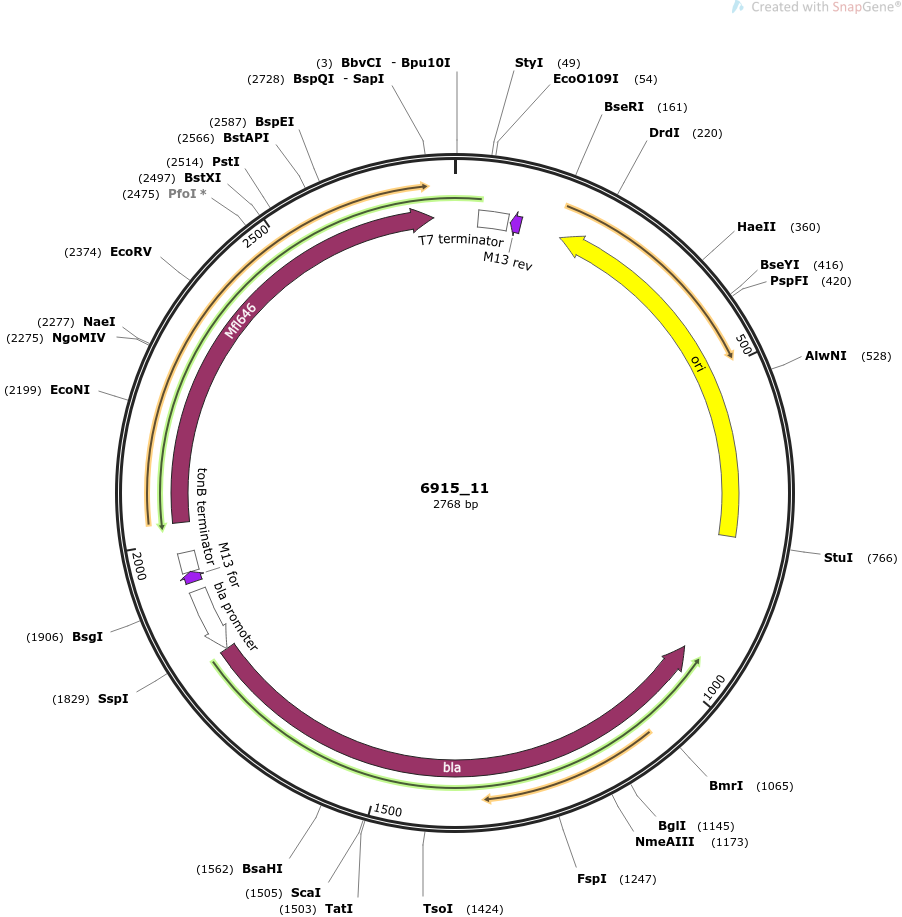 Created with SnapGene®
(3) BbvCI - Bpu10I
(2728) BspQI - SapI
StyI (49)
EcoO109I (54)
BseRI (161)
DrdI (220)
(2587) BspEI
(2566) BstAPI
(2514) PstI
(2497) BstXI
(2475) PfoI *
(2374) EcoRV
(2277) NaeI
(2275) NgoMIV
(2199) EcoNI
HaeII (360)
BseYI (416)
PspFI (420)
AlwNI (528)
StuI (766)
2500
500
T7 terminator
M13 rev
Mfl646
ori
6915_11
2768 bp
tonB terminator
M13 for
bla promoter
2000
(1906) BsgI
(1829) SspI
1000
bla
1500
BmrI (1065)
BglI (1145)
NmeAIII (1173)
FspI (1247)
(1562) BsaHI
(1505) ScaI
(1503) TatI
TsoI (1424)